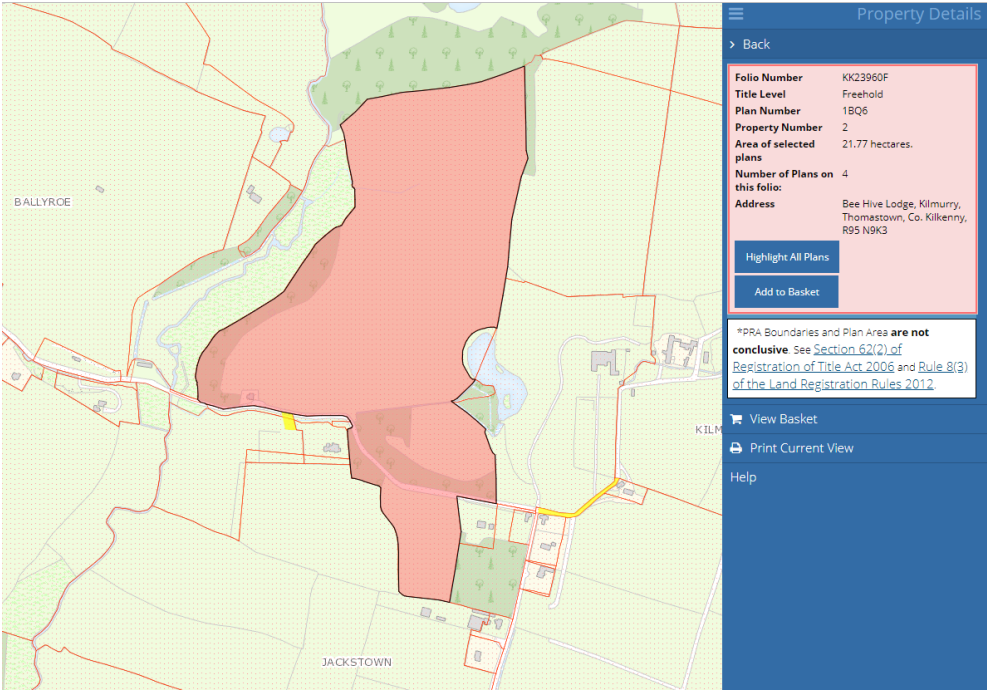 Property Details
Back
Folio Number KK23960F
Title Level Freehold
Plan Number 1BQ6
Property Number 2
Area of selected plans 21.77 hectares.
Number of Plans on this folio: 4
Address Bee Hive Lodge, Kilmurry,
Thomastown, Co. Kilkenny,
R95 N9K3
Highlight All Plans
Add to Basket
*PRA Boundaries and Plan Area are not
conclusive. See Section 62(2) of
Registration of Title Act 2006 and Rule 8(3)
of the Land Registration Rules 2012.
View Basket
Print Current View
Help
BALLYROE
KILM
JACKSTOWN